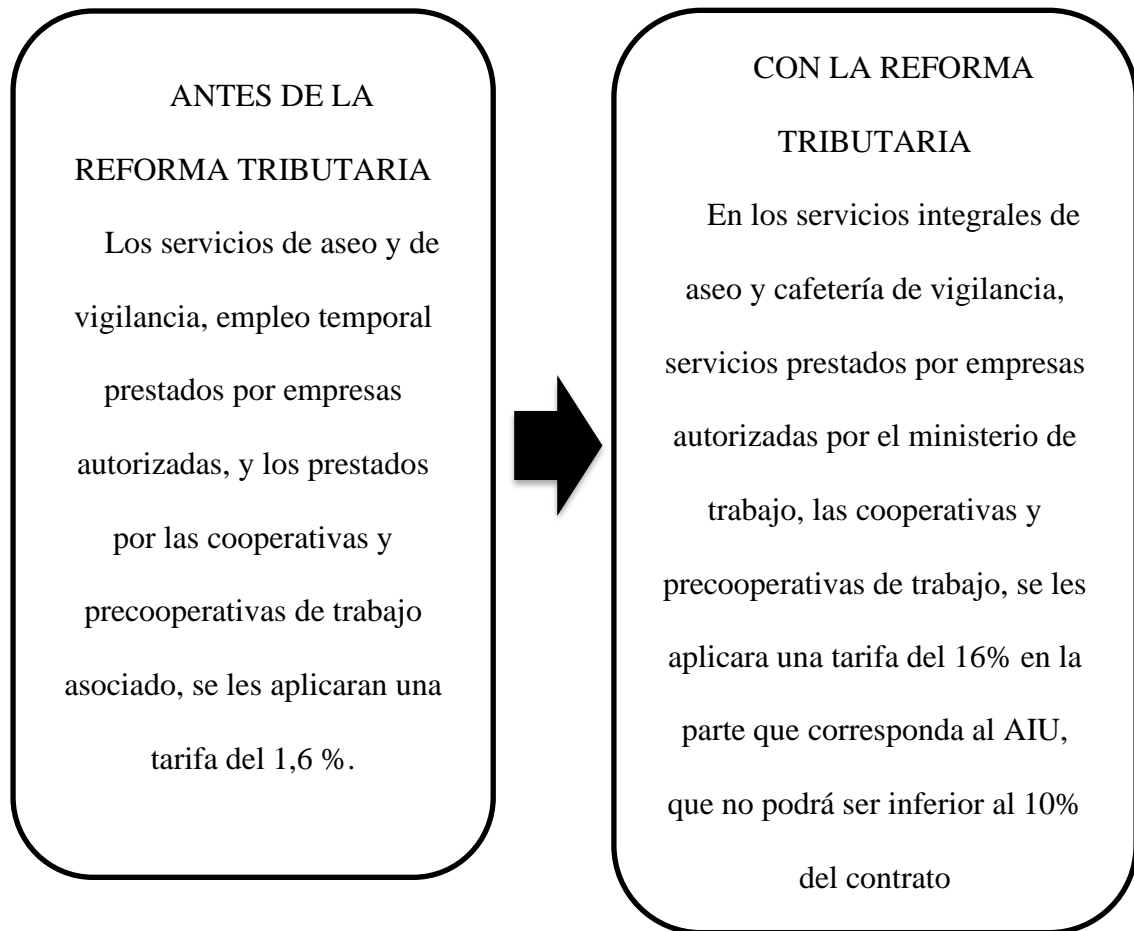 ANTES DE LA
REFORMA TRIBUTARIA
Los servicios de aseo y de
vigilancia, empleo temporal
prestados por empresas
autorizadas, y los prestados
por las cooperativas y
precooperativas de trabajo
asociado, se les aplicaran una
tarifa del 1,6 %.
CON LA REFORMA
TRIBUTARIA
En los servicios integrales de
aseo y cafetería de vigilancia,
servicios prestados por empresas
autorizadas por el ministerio de
trabajo, las cooperativas y
precooperativas de trabajo, se les
aplicara una tarifa del 16% en la
parte que corresponda al AIU,
que no podrá ser inferior al 10%
del contrato